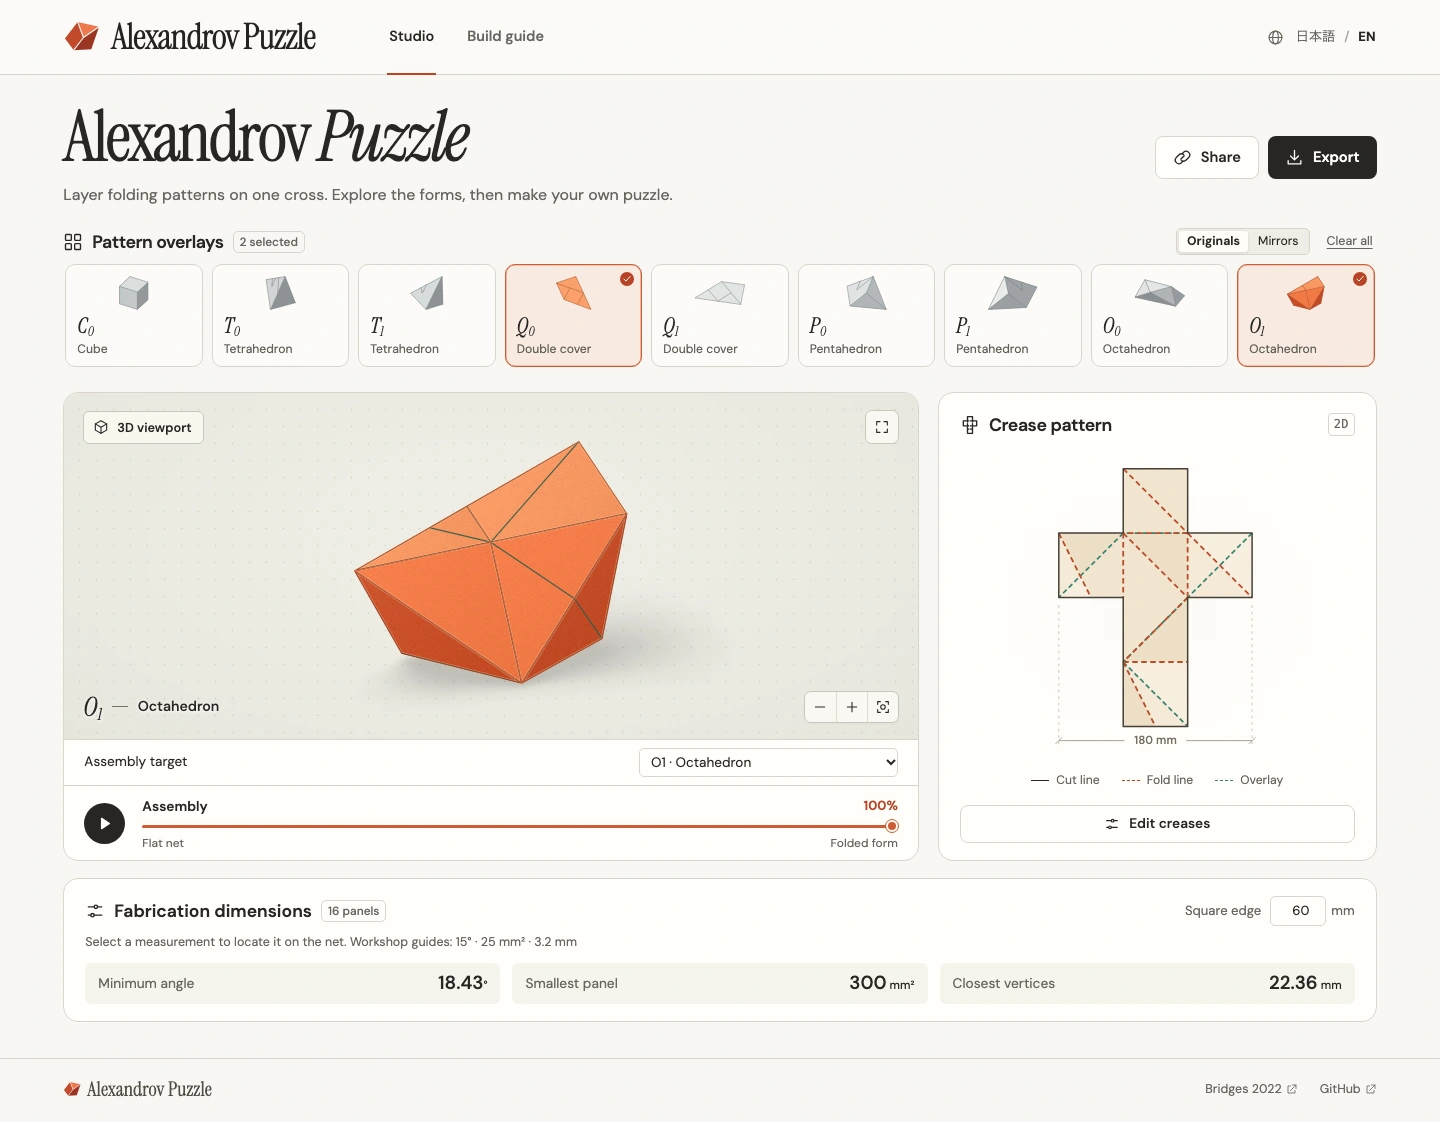 Alexandrov Puzzle
Studio
Build guide
日本語 / EN
Alexandrov Puzzle
Layer folding patterns on one cross. Explore the forms, then make your own puzzle.
Share
Export
Pattern overlays
2 selected
Originals
Mirrors
Clear all
C0
Cube
T0
Tetrahedron
T1
Tetrahedron
Q0
Double cover
Q1
Double cover
P0
Pentahedron
P1
Pentahedron
O0
Octahedron
O1
Octahedron
3D viewport
O1 — Octahedron
Assembly target
O1 · Octahedron
Assembly
100%
Flat net
Folded form
Crease pattern
2D
180 mm
Cut line
Fold line
Overlay
Edit creases
Fabrication dimensions
16 panels
Square edge 60 mm
Select a measurement to locate it on the net. Workshop guides: 15° · 25 mm² · 3.2 mm
Minimum angle
18.43°
Smallest panel
300 mm²
Closest vertices
22.36 mm
Alexandrov Puzzle
Bridges 2022
GitHub